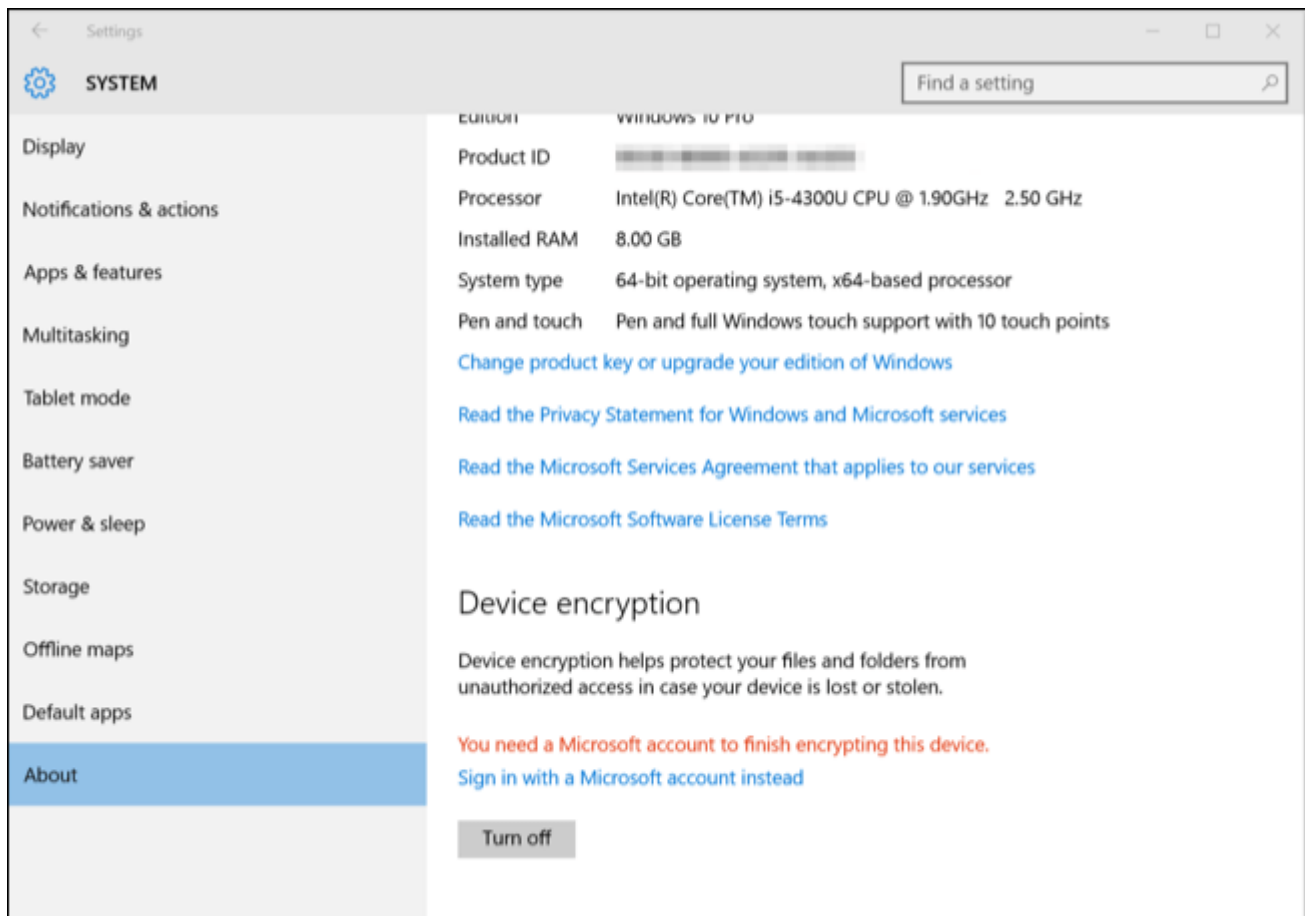 Settings
SYSTEM
Find a setting
Display
Notifications & actions
Apps & features
Multitasking
Tablet mode
Battery saver
Power & sleep
Storage
Offline maps
Default apps
About
Edition Windows 10 Pro
Product ID
Processor Intel(R) Core(TM) i5-4300U CPU @ 1.90GHz 2.50 GHz
Installed RAM 8.00 GB
System type 64-bit operating system, x64-based processor
Pen and touch Pen and full Windows touch support with 10 touch points
Change product key or upgrade your edition of Windows
Read the Privacy Statement for Windows and Microsoft services
Read the Microsoft Services Agreement that applies to our services
Read the Microsoft Software License Terms
Device encryption
Device encryption helps protect your files and folders from
unauthorized access in case your device is lost or stolen.
You need a Microsoft account to finish encrypting this device.
Sign in with a Microsoft account instead
Turn off